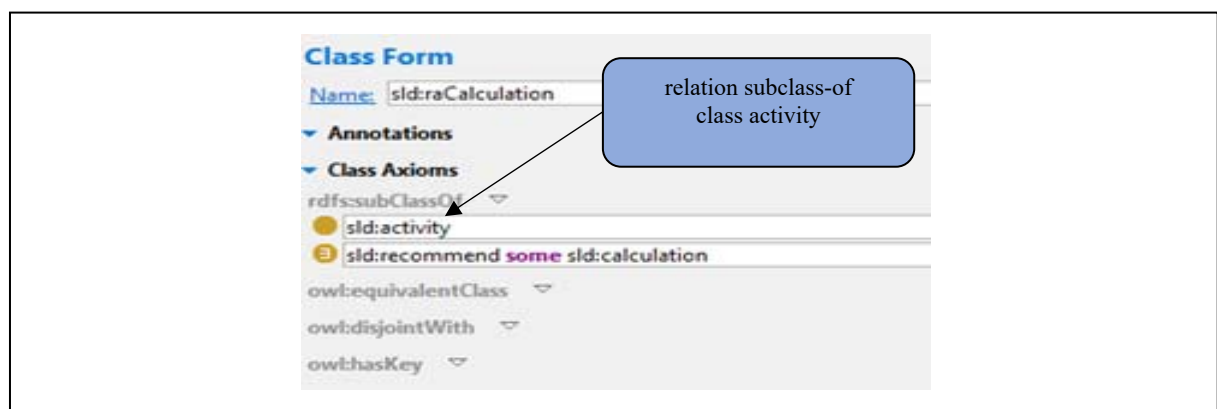 Class Form
Name: sld:raCalculation
relation subclass-of
class activity
Annotations
Class Axioms
rdfs:subClassOf
sld:activity
sld:recommend some sld:calculation
owl:equivalentClass
owl:disjointWith
owl:hasKey